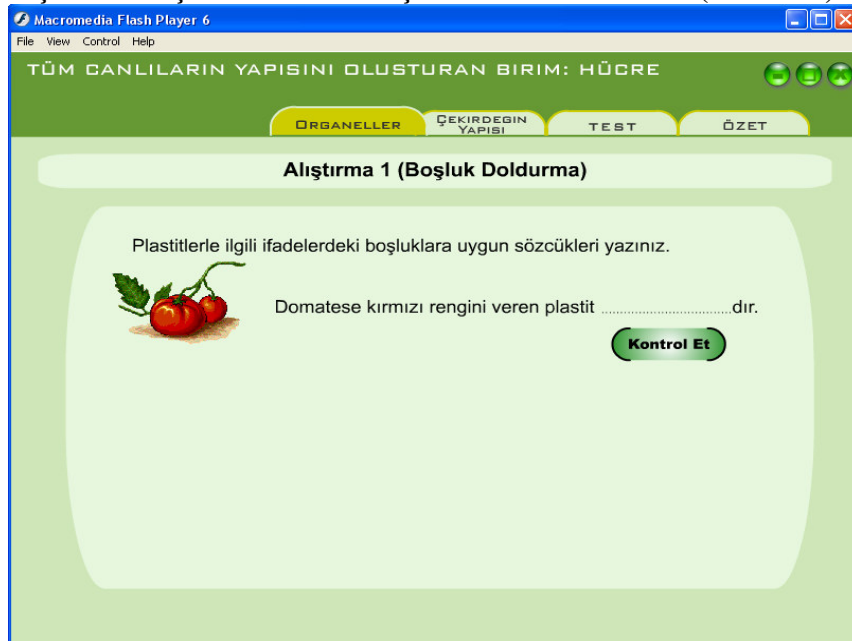 Macromedia Flash Player 6
File View Control Help
TÜM CANLILARIN YAPISINI OLUSTURAN BIRIM: HÜCRE
ORGANELLER
ÇEKIRDEGIN
YAPISI
TEST
ÖZET
Alıştırma 1 (Boşluk Doldurma)
Plastitlerle ilgili ifadelerdeki boşluklara uygun sözcükleri yazınız.
Domatese kırmızı rengini veren plastit ................................dır.
Kontrol Et